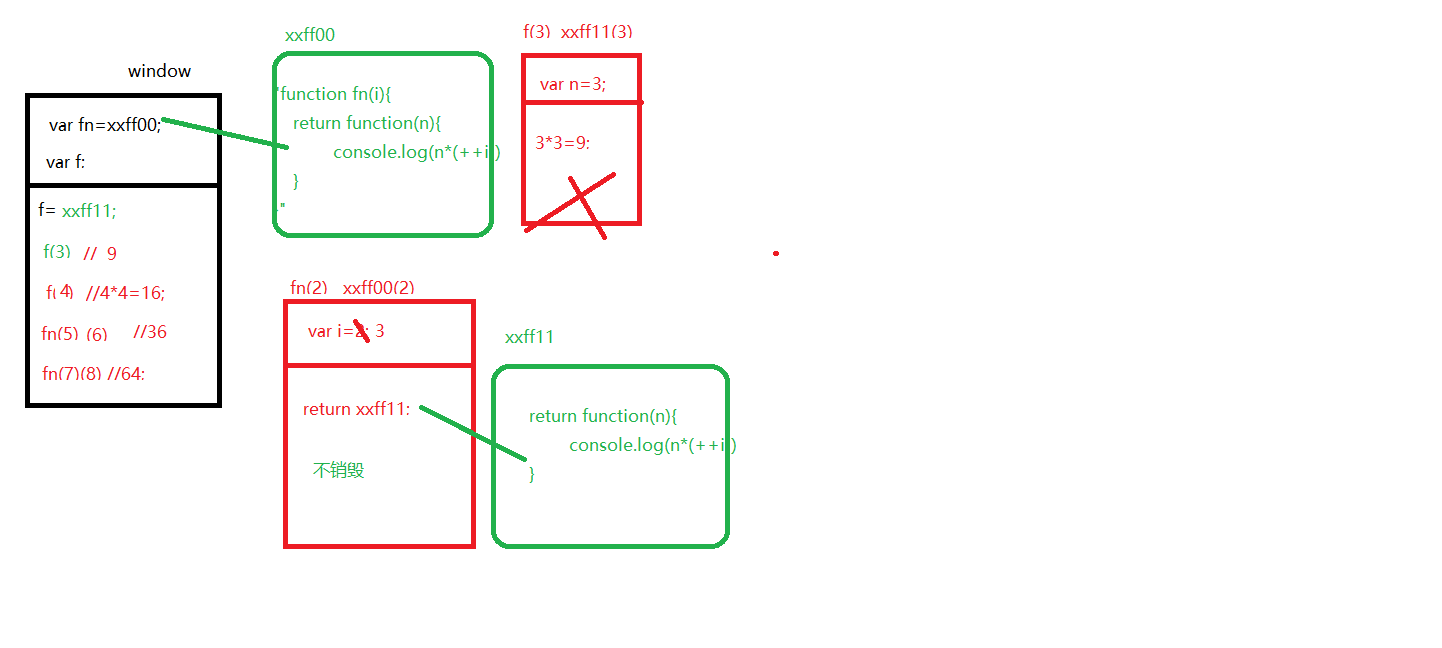 window
var fn=xxff00;
var f;
f= xxff11;
f(3) // 9
f(4) //4*4=16;
fn(5) (6) //36
fn(7)(8) //64;
xxff00
"function fn(i){
return function(n){
console.log(n*(++i))
}
"
f(3) xxff11(3)
var n=3;
3*3=9;
fn(2) xxff00(2)
var i=2; 3
return xxff11;
不销毁
xxff11
return function(n){
console.log(n*(++i))
}